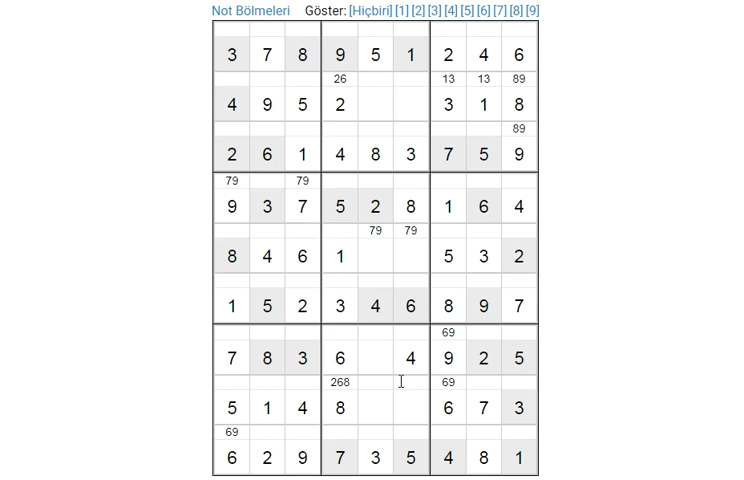 Not Bölmeleri Göster: [Hiçbiri] [1] [2] [3] [4] [5] [6] [7] [8] [9]
3 7 8 9 5 1 2 4 6
26 13 13 89
4 9 5 2 3 1 8
89
2 6 1 4 8 3 7 5 9
79 79
9 3 7 5 2 8 1 6 4
79 79
8 4 6 1 5 3 2
1 5 2 3 4 6 8 9 7
69
7 8 3 6 4 9 2 5
268 69
5 1 4 8 6 7 3
69
6 2 9 7 3 5 4 8 1